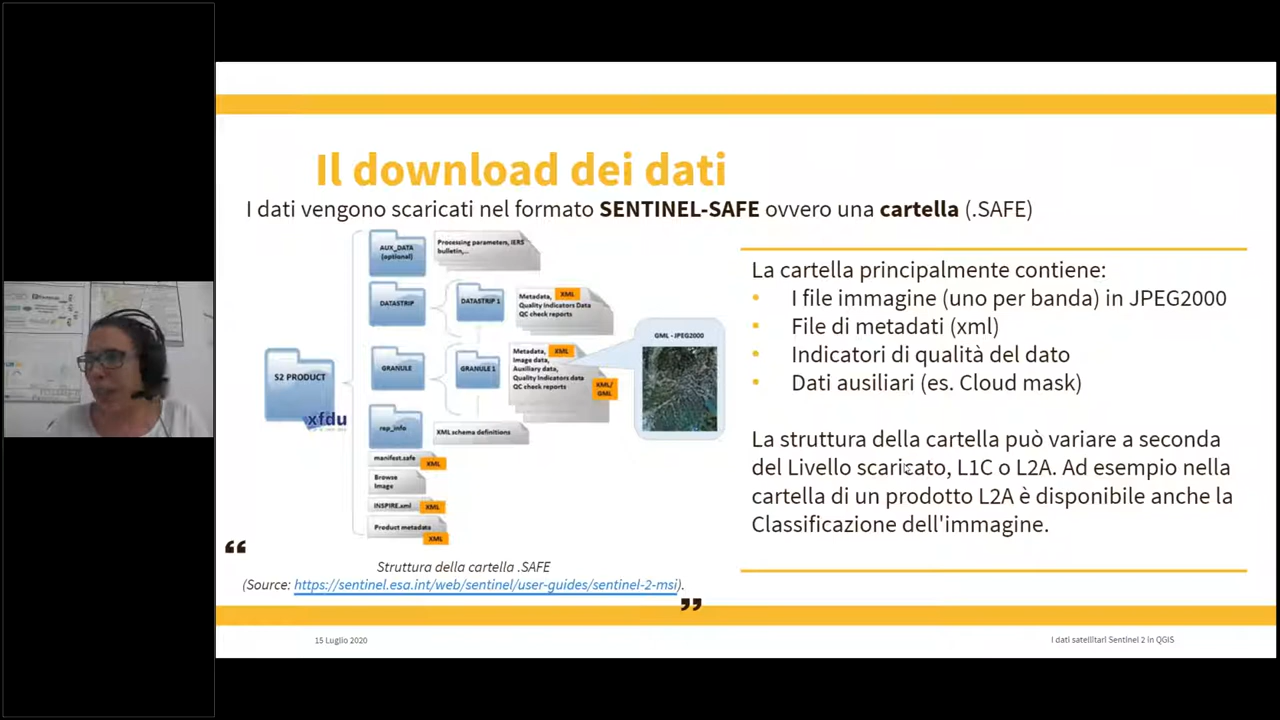 Il download dei dati
I dati vengono scaricati nel formato SENTINEL-SAFE ovvero una cartella (.SAFE)
AUX_DATA
(optional)
Processing parameters, IERS
bulletin,...
DATASTRIP
DATASTRIP 1
Metadata,
XML
Quality Indicators Data
QC check reports
S2 PRODUCT
xfdu
GRANULE
GRANULE 1
Metadata,
XML
Image data,
Auxiliary data,
Quality Indicators data
QC check reports
XML/
GML
GML - JPEG2000
rep_info
XML schema definitions
manifest.safe
XML
Browse
Image
INSPIRE.xml
XML
Product metadata
XML
“
Struttura della cartella .SAFE
(Source: https://sentinel.esa.int/web/sentinel/user-guides/sentinel-2-msi).
”
La cartella principalmente contiene:
• I file immagine (uno per banda) in JPEG2000
• File di metadati (xml)
• Indicatori di qualità del dato
• Dati ausiliari (es. Cloud mask)
La struttura della cartella può variare a seconda
del Livello scaricato, L1C o L2A. Ad esempio nella
cartella di un prodotto L2A è disponibile anche la
Classificazione dell'immagine.
15 Luglio 2020
I dati satellitari Sentinel 2 in QGIS